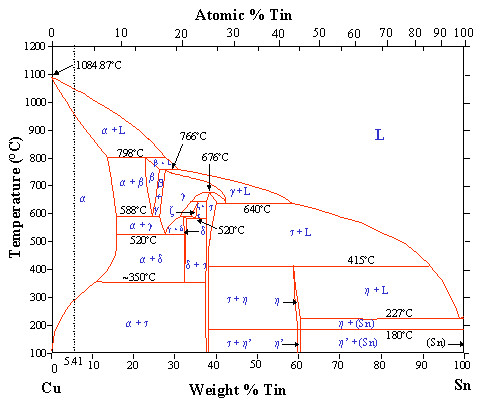 Atomic % Tin
0 10 20 30 40 50 60 70 80 90 100
Temperature (°C)
1200
1100
1000
900
800
700
600
500
400
300
200
100
1084.87°C
L
α + L
798°C
766°C
β + L
676°C
α + β
β
γ
γ + L
α
588°C
ζ
640°C
α + γ
520°C
τ + L
520°C
δ
α + δ
δ + τ
415°C
~350°C
τ + η
η
η + L
227°C
η + (Sn)
180°C
α + τ
τ + η'
η'
η' + (Sn)
(Sn)
0 5.41 10 20 30 40 50 60 70 80 90 100
Cu
Weight % Tin
Sn